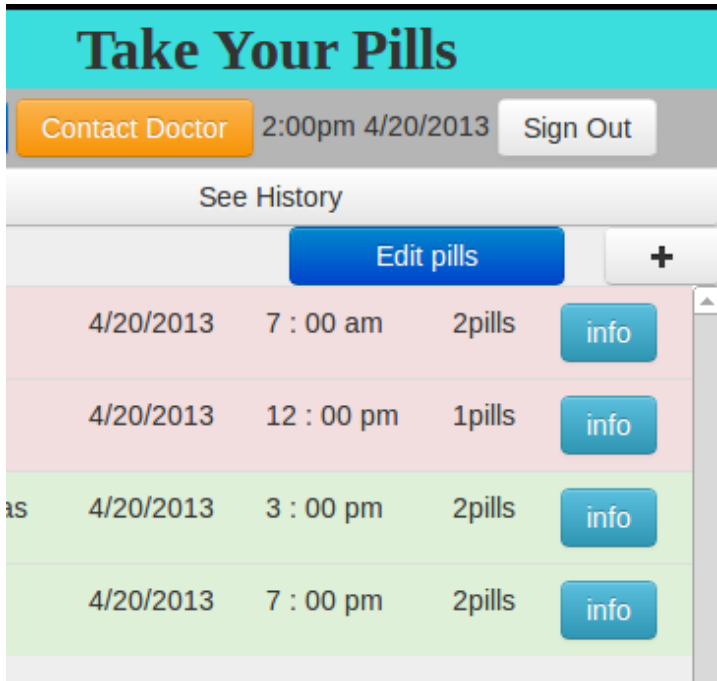 Take Your Pills
Contact Doctor 2:00pm 4/20/2013 Sign Out
See History
Edit pills +
4/20/2013 7 : 00 am 2pills info
4/20/2013 12 : 00 pm 1pills info
as 4/20/2013 3 : 00 pm 2pills info
4/20/2013 7 : 00 pm 2pills info